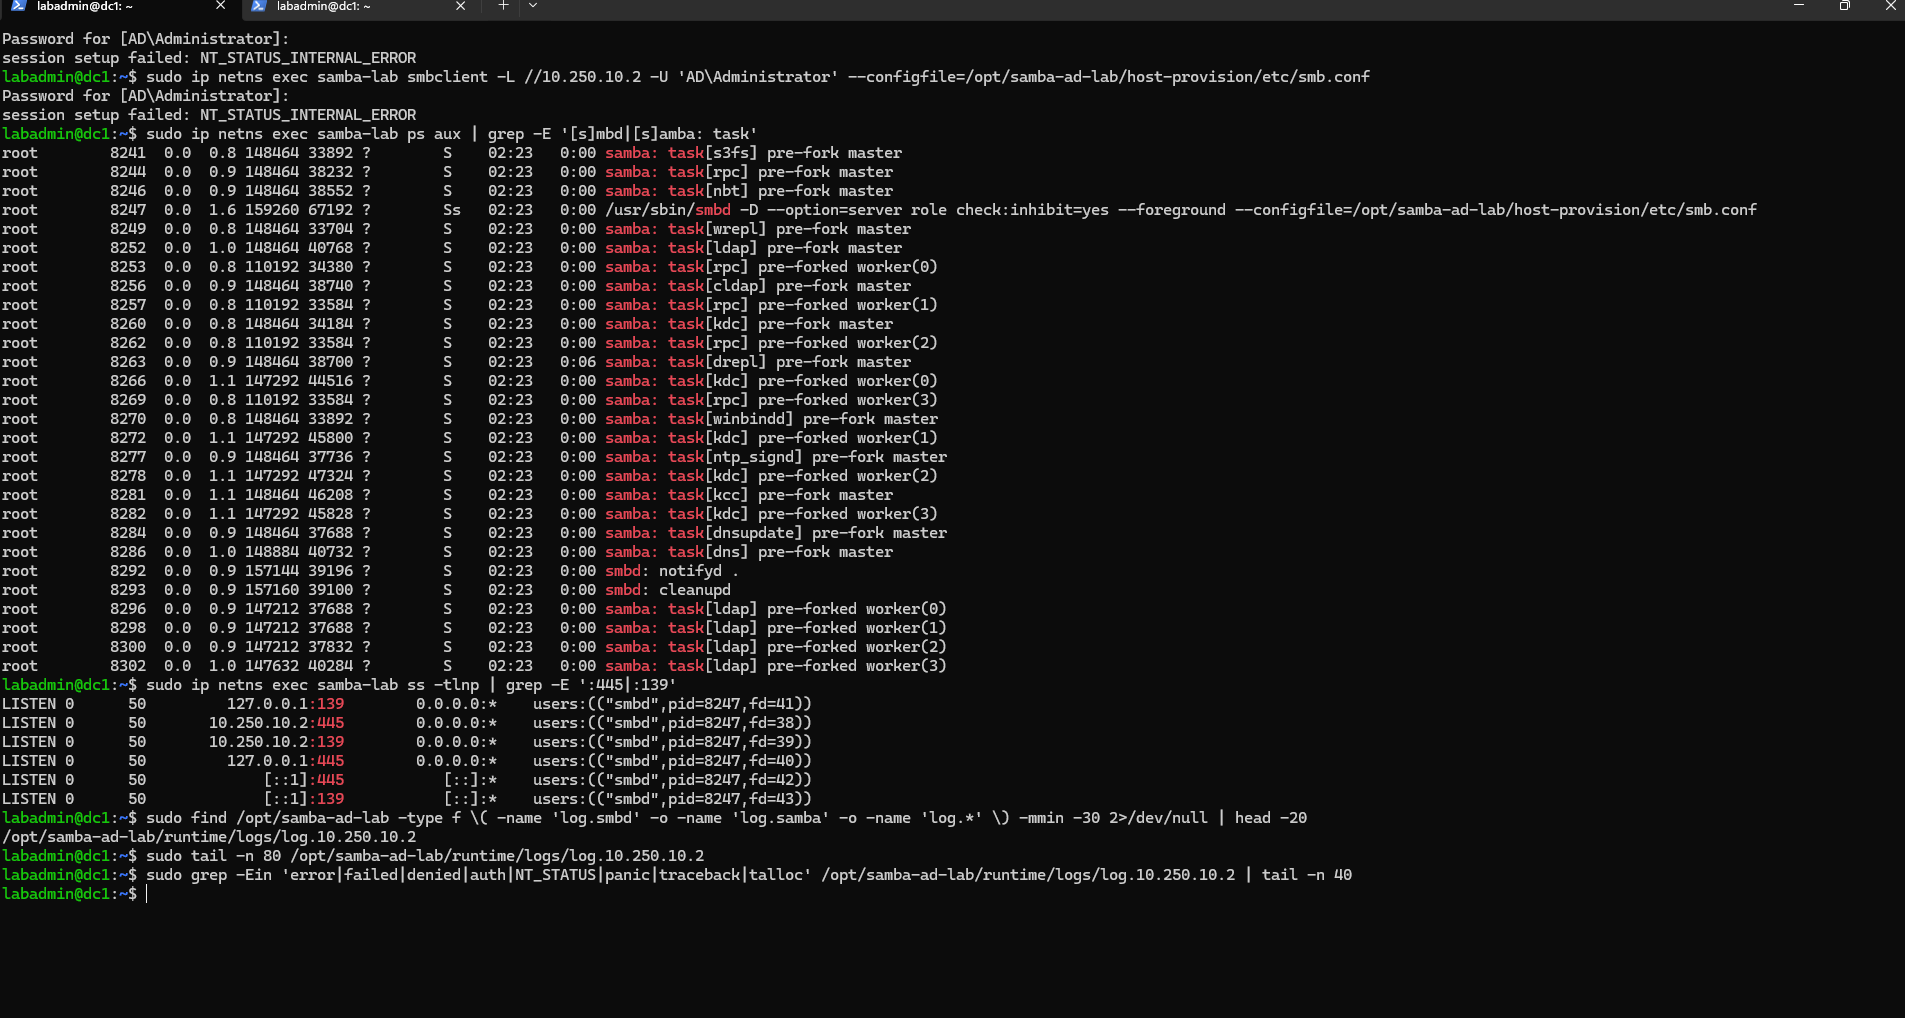 labadmin@dc1: ~
labadmin@dc1: ~
Password for [AD\Administrator]:
session setup failed: NT_STATUS_INTERNAL_ERROR
labadmin@dc1:~$ sudo ip netns exec samba-lab smbclient -L //10.250.10.2 -U 'AD\Administrator' --configfile=/opt/samba-ad-lab/host-provision/etc/smb.conf
Password for [AD\Administrator]:
session setup failed: NT_STATUS_INTERNAL_ERROR
labadmin@dc1:~$ sudo ip netns exec samba-lab ps aux | grep -E '[s]mbd|[s]amba: task'
root 8241 0.0 0.8 148464 33892 ? S 02:23 0:00 samba: task[s3fs] pre-fork master
root 8244 0.0 0.9 148464 38232 ? S 02:23 0:00 samba: task[rpc] pre-fork master
root 8246 0.0 0.9 148464 38552 ? S 02:23 0:00 samba: task[nbt] pre-fork master
root 8247 0.0 1.6 159260 67192 ? Ss 02:23 0:00 /usr/sbin/smbd -D --option=server role check:inhibit=yes --foreground --configfile=/opt/samba-ad-lab/host-provision/etc/smb.conf
root 8249 0.0 0.8 148464 33704 ? S 02:23 0:00 samba: task[wrepl] pre-fork master
root 8252 0.0 1.0 148464 40768 ? S 02:23 0:00 samba: task[ldap] pre-fork master
root 8253 0.0 0.8 110192 34380 ? S 02:23 0:00 samba: task[rpc] pre-forked worker(0)
root 8256 0.0 0.9 148464 38740 ? S 02:23 0:00 samba: task[cldap] pre-fork master
root 8257 0.0 0.8 110192 33584 ? S 02:23 0:00 samba: task[rpc] pre-forked worker(1)
root 8260 0.0 0.8 148464 34184 ? S 02:23 0:00 samba: task[kdc] pre-fork master
root 8262 0.0 0.8 110192 33584 ? S 02:23 0:00 samba: task[rpc] pre-forked worker(2)
root 8263 0.0 0.9 148464 38700 ? S 02:23 0:06 samba: task[drepl] pre-fork master
root 8266 0.0 1.1 147292 44516 ? S 02:23 0:00 samba: task[kdc] pre-forked worker(0)
root 8269 0.0 0.8 110192 33584 ? S 02:23 0:00 samba: task[rpc] pre-forked worker(3)
root 8270 0.0 0.8 148464 33892 ? S 02:23 0:00 samba: task[winbindd] pre-fork master
root 8272 0.0 1.1 147292 45800 ? S 02:23 0:00 samba: task[kdc] pre-forked worker(1)
root 8277 0.0 0.9 148464 37736 ? S 02:23 0:00 samba: task[ntp_signd] pre-fork master
root 8278 0.0 1.1 147292 47324 ? S 02:23 0:00 samba: task[kdc] pre-forked worker(2)
root 8281 0.0 1.1 148464 46208 ? S 02:23 0:00 samba: task[kcc] pre-fork master
root 8282 0.0 1.1 147292 45828 ? S 02:23 0:00 samba: task[kdc] pre-forked worker(3)
root 8284 0.0 0.9 148464 37688 ? S 02:23 0:00 samba: task[dnsupdate] pre-fork master
root 8286 0.0 1.0 148884 40732 ? S 02:23 0:00 samba: task[dns] pre-fork master
root 8292 0.0 0.9 157144 39196 ? S 02:23 0:00 smbd: notifyd .
root 8293 0.0 0.9 157160 39100 ? S 02:23 0:00 smbd: cleanupd
root 8296 0.0 0.9 147212 37688 ? S 02:23 0:00 samba: task[ldap] pre-forked worker(0)
root 8298 0.0 0.9 147212 37688 ? S 02:23 0:00 samba: task[ldap] pre-forked worker(1)
root 8300 0.0 0.9 147212 37832 ? S 02:23 0:00 samba: task[ldap] pre-forked worker(2)
root 8302 0.0 1.0 147632 40284 ? S 02:23 0:00 samba: task[ldap] pre-forked worker(3)
labadmin@dc1:~$ sudo ip netns exec samba-lab ss -tlnp | grep -E ':445|:139'
LISTEN 0 50 127.0.0.1:139 0.0.0.0:* users:(("smbd",pid=8247,fd=41))
LISTEN 0 50 10.250.10.2:445 0.0.0.0:* users:(("smbd",pid=8247,fd=38))
LISTEN 0 50 10.250.10.2:139 0.0.0.0:* users:(("smbd",pid=8247,fd=39))
LISTEN 0 50 127.0.0.1:445 0.0.0.0:* users:(("smbd",pid=8247,fd=40))
LISTEN 0 50 [::1]:445 [::]:* users:(("smbd",pid=8247,fd=42))
LISTEN 0 50 [::1]:139 [::]:* users:(("smbd",pid=8247,fd=43))
labadmin@dc1:~$ sudo find /opt/samba-ad-lab -type f \( -name 'log.smbd' -o -name 'log.samba' -o -name 'log.*' \) -mmin -30 2>/dev/null | head -20
/opt/samba-ad-lab/runtime/logs/log.10.250.10.2
labadmin@dc1:~$ sudo tail -n 80 /opt/samba-ad-lab/runtime/logs/log.10.250.10.2
labadmin@dc1:~$ sudo grep -Ein 'error|failed|denied|auth|NT_STATUS|panic|traceback|talloc' /opt/samba-ad-lab/runtime/logs/log.10.250.10.2 | tail -n 40
labadmin@dc1:~$